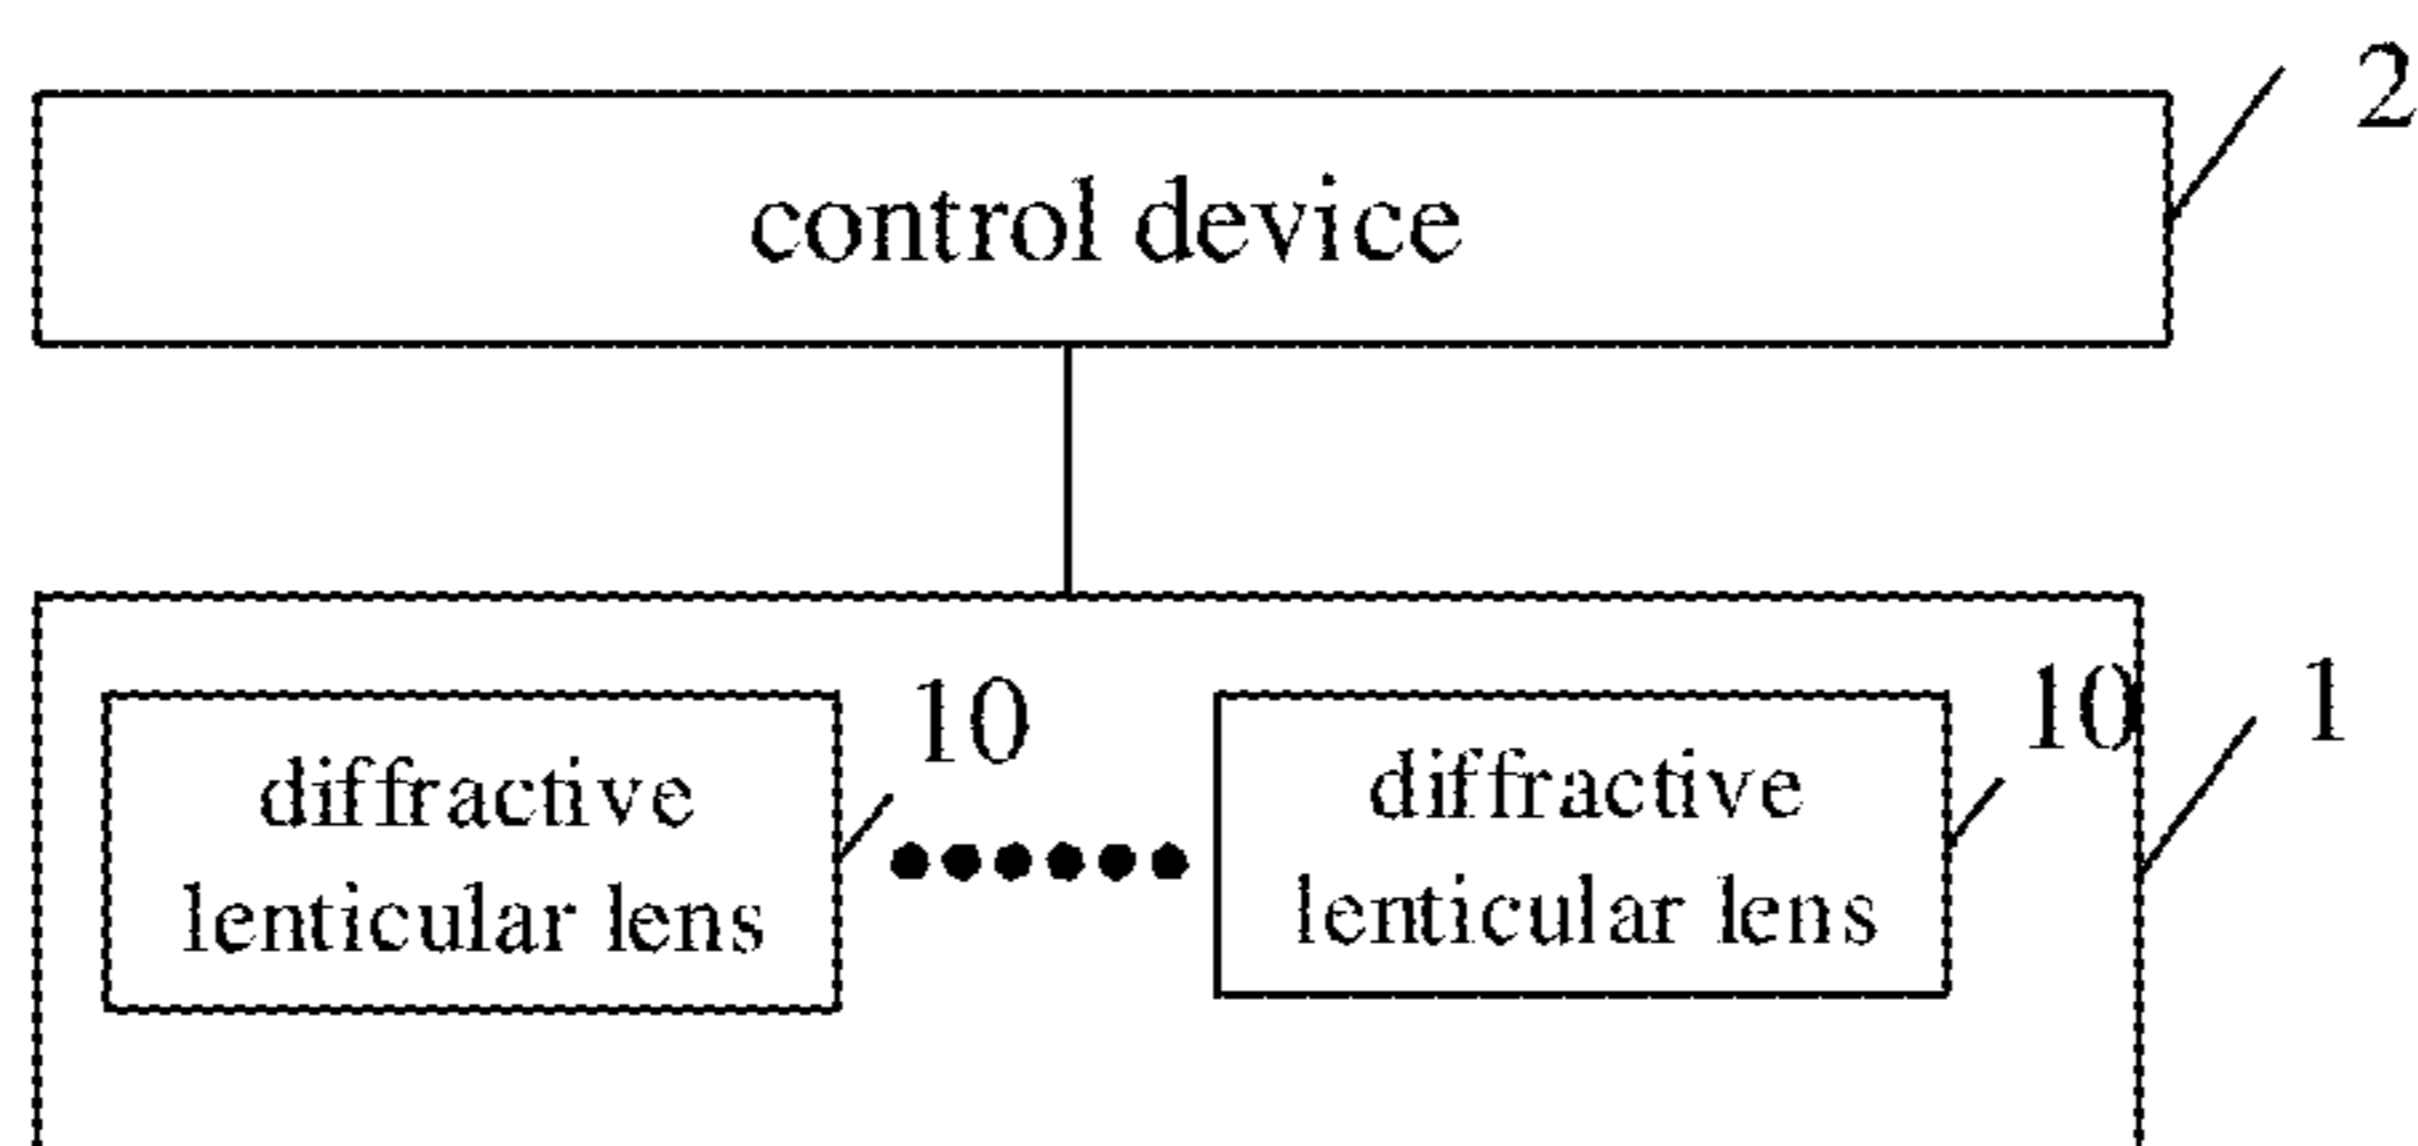 2
control device
10
10
1
diffractive
lenticular lens
diffractive
lenticular lens